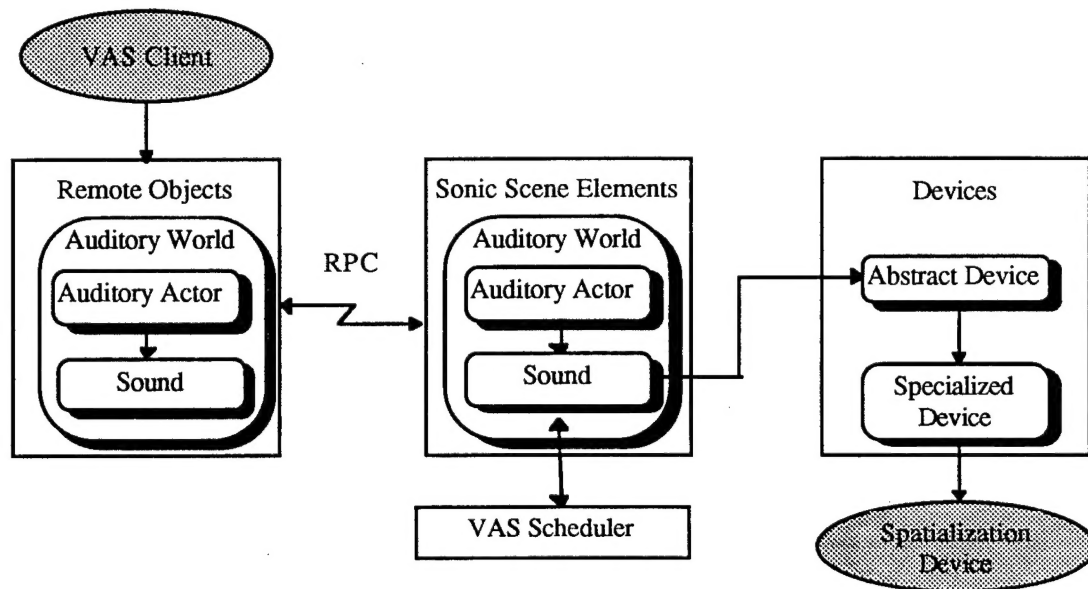 VAS Client
Remote Objects
Auditory World
Auditory Actor
Sound
RPC
Sonic Scene Elements
Auditory World
Auditory Actor
Sound
VAS Scheduler
Devices
Abstract Device
Specialized
Device
Spatialization
Device